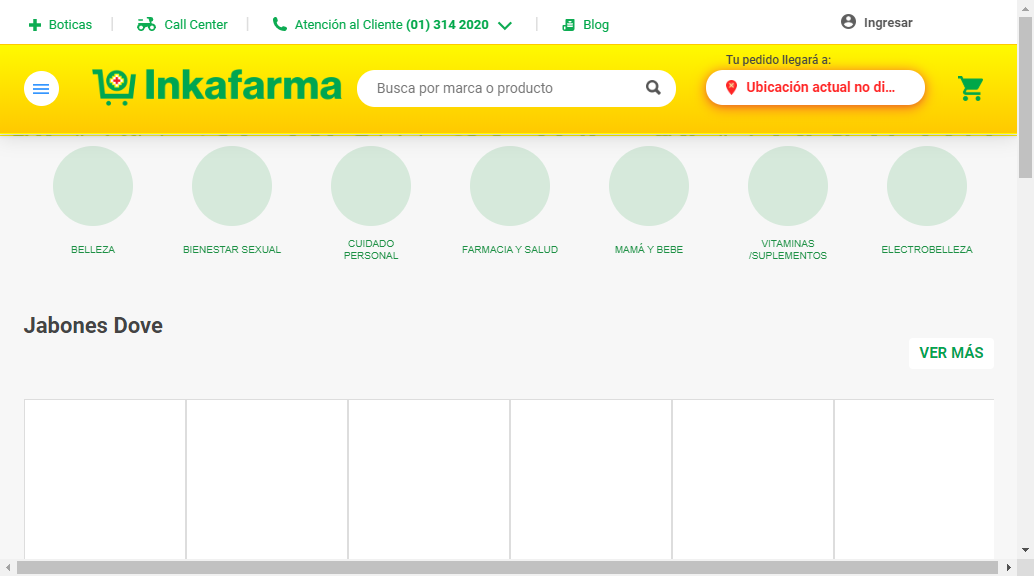 Boticas
Call Center
Atención al Cliente (01) 314 2020
Blog
Ingresar
Inkafarma
Busca por marca o producto
Tu pedido llegará a:
Ubicación actual no di...
BELLEZA
BIENESTAR SEXUAL
CUIDADO
PERSONAL
FARMACIA Y SALUD
MAMÁ Y BEBE
VITAMINAS
/SUPLEMENTOS
ELECTROBELLEZA
Jabones Dove
VER MÁS